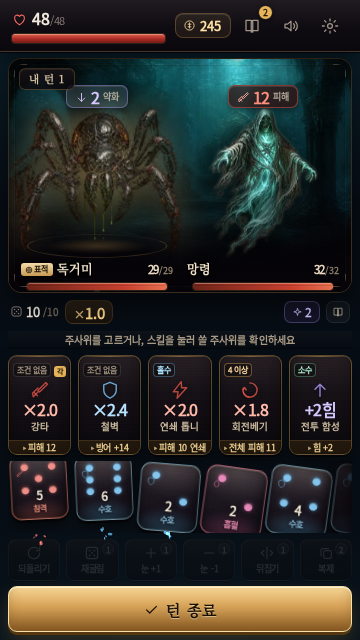 48/48
245
2
내 턴 1
2 약화
12 피해
표적 독거미 29/29
망령 32/32
10/10
×1.0
2
주사위를 고르거나, 스킬을 눌러 쓸 주사위를 확인하세요
조건 없음 각
×2.0
강타
피해 12
조건 없음
×2.4
철벽
방어 +14
홀수
×2.0
연쇄 톱니
피해 10 연쇄
4 이상
×1.8
회전베기
전체 피해 11
소수
+2힘
전투 함성
힘 +2
5
참격
6
수호
2
수호
2
흡혈
4
수호
되돌리기
재굴림 1
눈 +1 1
눈 -1 1
뒤집기 1
복제 2
턴 종료